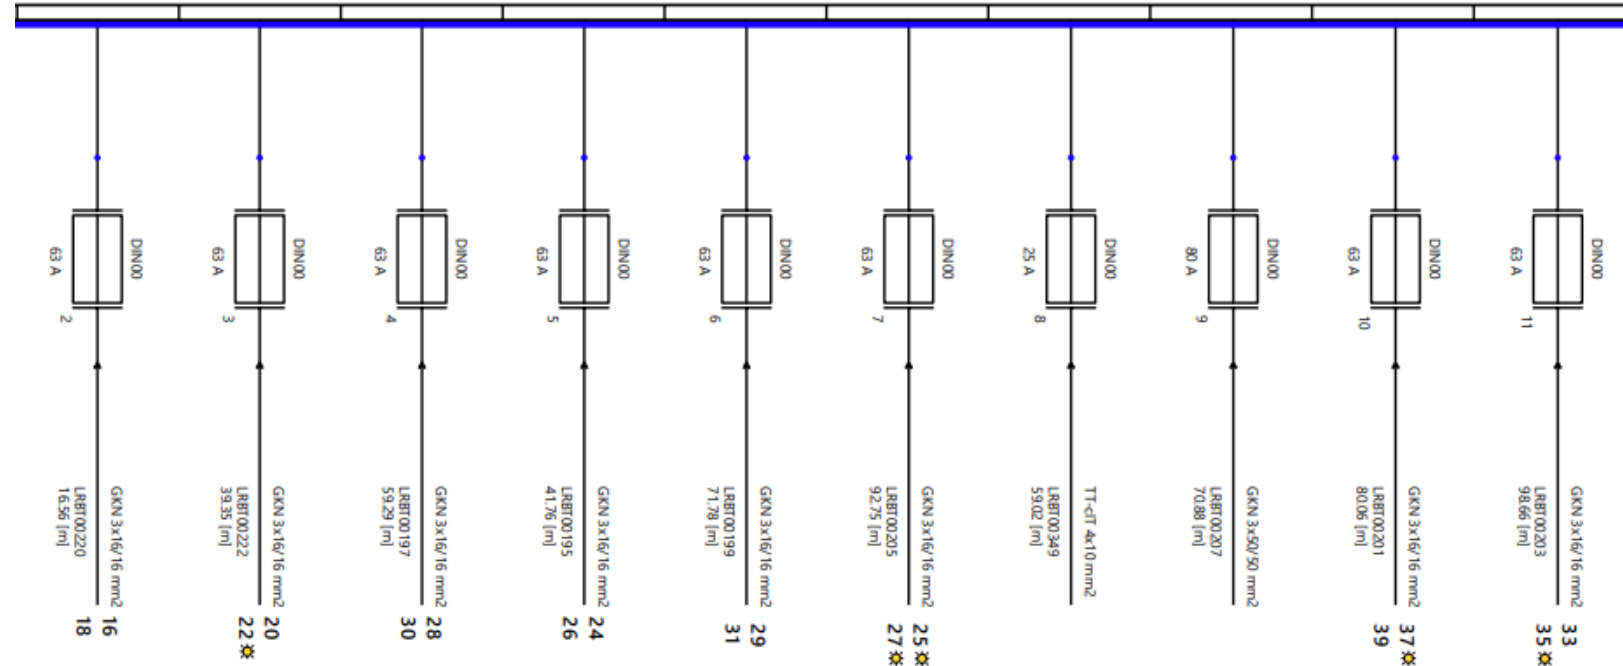 DIN00
63 A
2
GKN 3x16/16 mm2
LRBT00220
16.56 [m]
16
18
DIN00
63 A
3
GKN 3x16/16 mm2
LRBT00222
39.35 [m]
20
22
DIN00
63 A
4
GKN 3x16/16 mm2
LRBT00197
59.29 [m]
28
30
DIN00
63 A
5
GKN 3x16/16 mm2
LRBT00195
41.76 [m]
24
26
DIN00
63 A
6
GKN 3x16/16 mm2
LRBT00199
71.78 [m]
29
31
DIN00
63 A
7
GKN 3x16/16 mm2
LRBT00205
92.75 [m]
25
27
DIN00
25 A
8
TT-clT 4x10 mm2
LRBT00349
59.02 [m]
DIN00
80 A
9
GKN 3x50/50 mm2
LRBT00207
70.88 [m]
DIN00
63 A
10
GKN 3x16/16 mm2
LRBT00201
80.06 [m]
37
39
DIN00
63 A
11
GKN 3x16/16 mm2
LRBT00203
98.66 [m]
33
35